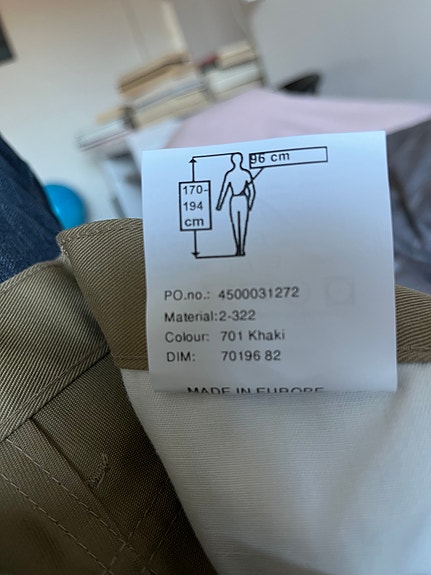 96 cm
170-
194
cm
PO.no.: 4500031272
Material:2-322
Colour: 701 Khaki
DIM: 70196 82
MADE IN EUROPE